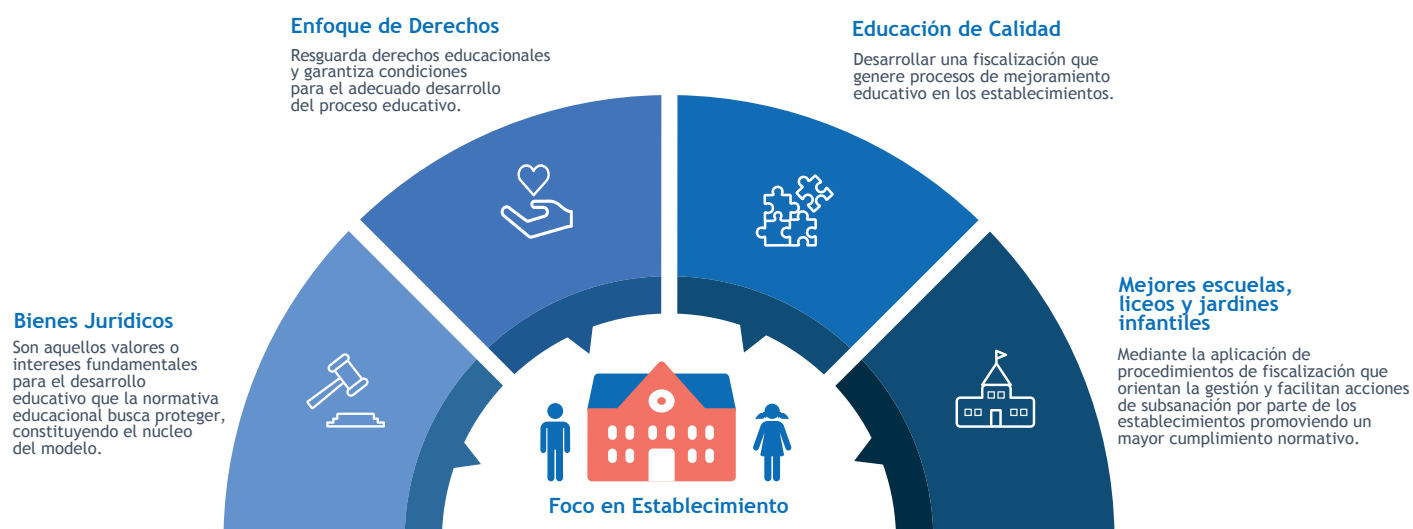 Enfoque de Derechos
Resguarda derechos educacionales
y garantiza condiciones
para el adecuado desarrollo
del proceso educativo.
Educación de Calidad
Desarrollar una fiscalización que
genere procesos de mejoramiento
educativo en los establecimientos.
Bienes Jurídicos
Son aquellos valores o
intereses fundamentales
para el desarrollo
educativo que la normativa
educacional busca proteger,
constituyendo el núcleo
del modelo.
Mejores escuelas,
liceos y jardines
infantiles
Mediante la aplicación de
procedimientos de fiscalización que
orientan la gestión y facilitan acciones
de subsanación por parte de los
establecimientos promoviendo un
mayor cumplimiento normativo.
Foco en Establecimiento